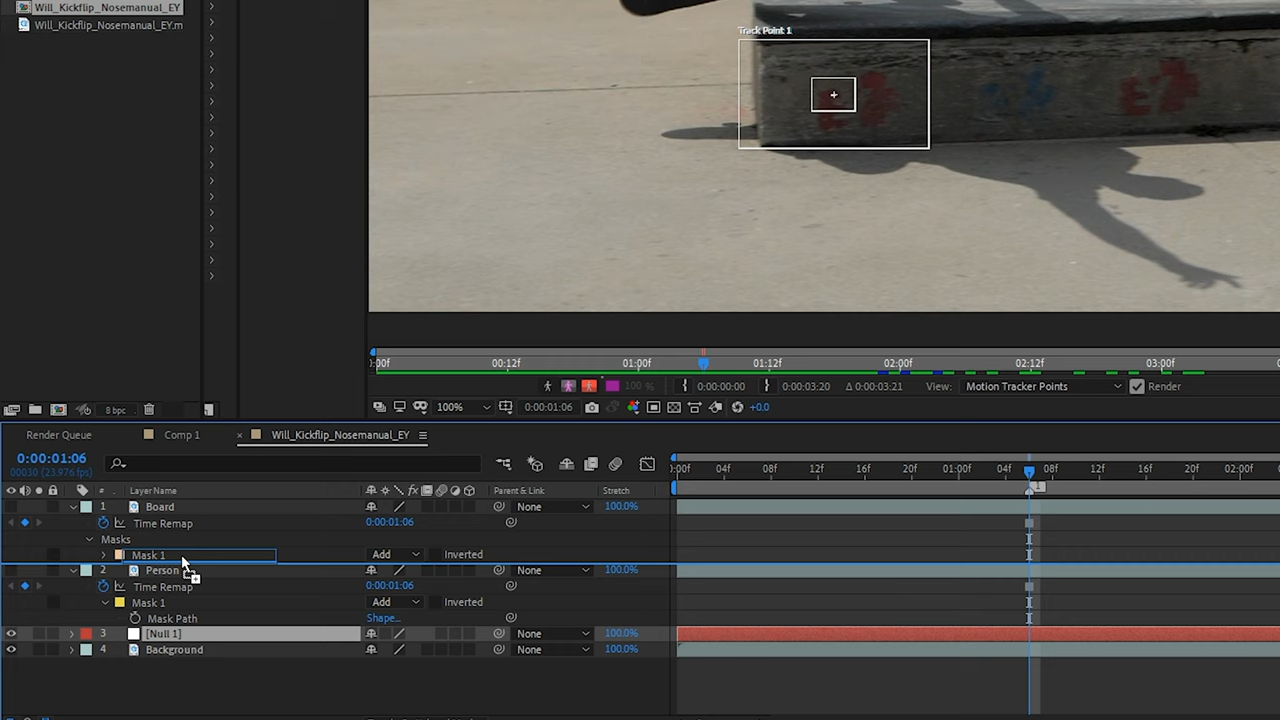 Will_Kickflip_Nosemanual_EY
Will_Kickflip_Nosemanual_EY.m
Track Point 1
00:12f
01:00f
01:12f
02:00f
02:12f
03:00f
100 %
0:00:00:00
0:00:03:20
Δ 0:00:03:21
View:
Motion Tracker Points
Render
8 bpc
100%
0:00:01:06
+0.0
Render Queue
Comp 1
Will_Kickflip_Nosemanual_EY
0:00:01:06
00030 (23.976 fps)
:00f 04f 08f 12f 16f 20f 01:00f 04f 08f 12f 16f 20f 02:00f
# Layer Name fx Parent & Link Stretch
1
1 Board None 100.0%
Time Remap 0:00:01:06
Masks
Mask 1 Add Inverted
2 Person None 100.0%
Time Remap 0:00:01:06
Mask 1 Add Inverted
Mask Path Shape...
3 [Null 1] None 100.0%
4 Background None 100.0%